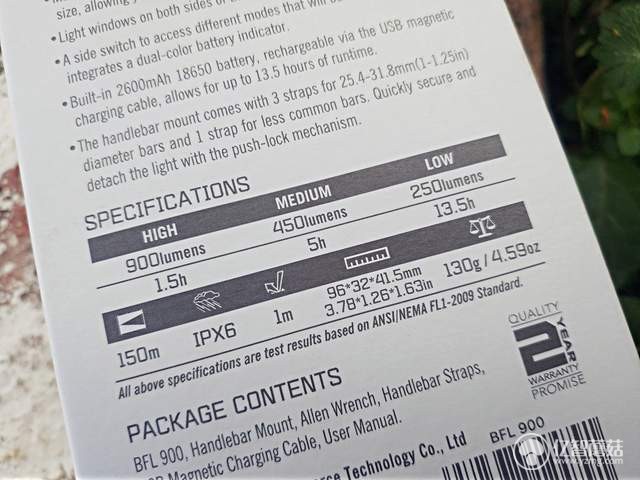 size, allowing y
• Light windows on both sides of
• A side switch to access different modes that will
integrates a dual-color battery indicator.
• Built-in 2600mAh 18650 battery, rechargeable via the USB magnetic
charging cable, allows for up to 13.5 hours of runtime.
• The handlebar mount comes with 3 straps for 25.4-31.8mm(1-1.25in)
diameter bars and 1 strap for less common bars. Quickly secure and
detach the light with the push-lock mechanism.
SPECIFICATIONS
HIGH MEDIUM LOW
900lumens 450lumens 250lumens
1.5h 5h 13.5h
150m IPX6 1m 96*32*41.5mm 130g / 4.59oz
3.78*1.26*1.63in
All above specifications are test results based on ANSI/NEMA FL1-2009 Standard.
QUALITY
2 YEAR
WARRANTY
PROMISE
PACKAGE CONTENTS
BFL 900, Handlebar Mount, Allen Wrench, Handlebar Straps,
Magnetic Charging Cable, User Manual.
Technology Co., Ltd
BFL 900
亿智蘑菇
www.yzmg.com